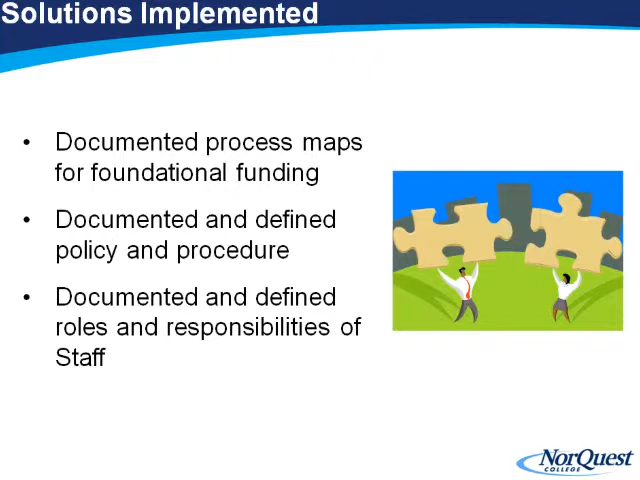 Solutions Implemented
• Documented process maps
for foundational funding
• Documented and defined
policy and procedure
• Documented and defined
roles and responsibilities of
Staff
NorQuest
COLLEGE